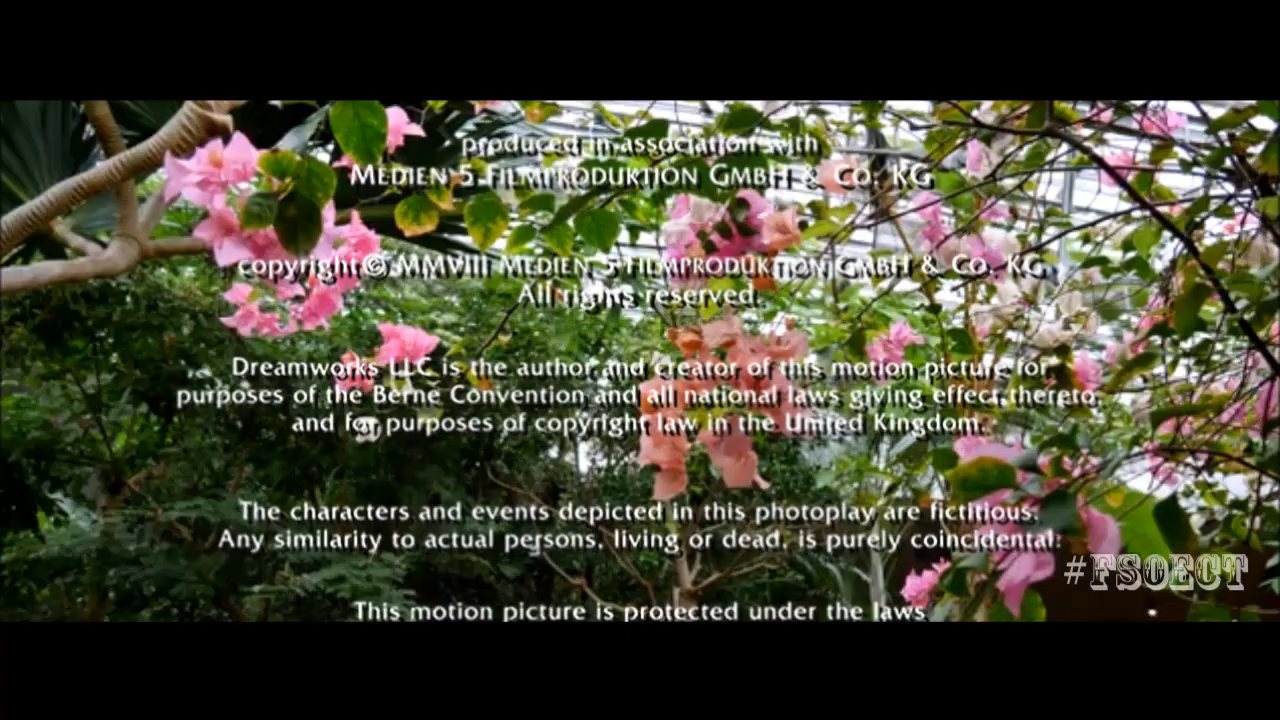 produced in association with
MEDIEN 5 FILMPRODUKTION GMBH & CO. KG
copyright © MMVIII MEDIEN 5 FILMPRODUKTION GMBH & CO. KG
All rights reserved.
Dreamworks LLC is the author and creator of this motion picture for
purposes of the Berne Convention and all national laws giving effect thereto,
and for purposes of copyright law in the United Kingdom.
The characters and events depicted in this photoplay are fictitious.
Any similarity to actual persons, living or dead, is purely coincidental.
#FSOECT
This motion picture is protected under the laws